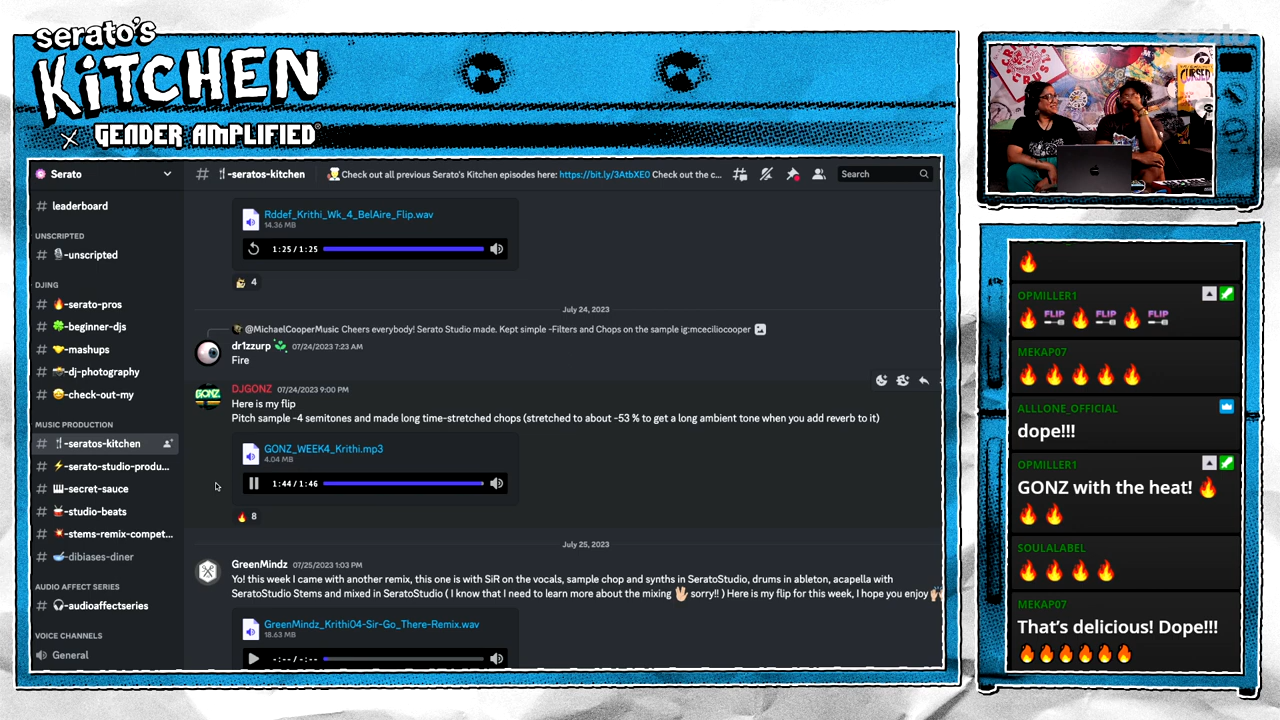 serato's
KiTCHEN
X GENDER AMPLIFIED
Serato
leaderboard
UNSCRIPTED
-unscripted
DJING
-serato-pros
-beginner-djs
-mashups
-dj-photography
-check-out-my
MUSIC PRODUCTION
-seratos-kitchen
-serato-studio-produ...
-secret-sauce
-studio-beats
-stems-remix-compet...
-dibiases-diner
AUDIO AFFECT SERIES
-audioaffectseries
VOICE CHANNELS
General
-seratos-kitchen
Check out all previous Serato's Kitchen episodes here: https://bit.ly/3AtbXE0 Check out the c...
Search
Rddef_Krithi_Wk_4_BelAire_Flip.wav
14.36 MB
1:25 / 1:25
4
July 24, 2023
@MichaelCooperMusic Cheers everybody! Serato Studio made. Kept simple -Filters and Chops on the sample ig:mceciliocooper
dr1zzurp 07/24/2023 7:23 AM
Fire
GONZ
DJGONZ 07/24/2023 9:00 PM
Here is my flip
Pitch sample -4 semitones and made long time-stretched chops (stretched to about -53 % to get a long ambient tone when you add reverb to it)
GONZ_WEEK4_Krithi.mp3
4.04 MB
1:44 / 1:46
8
July 25, 2023
GreenMindz 07/25/2023 1:03 PM
Yo! this week I came with another remix, this one is with SiR on the vocals, sample chop and synths in SeratoStudio, drums in ableton, acapella with
SeratoStudio Stems and mixed in SeratoStudio ( I know that I need to learn more about the mixing 🙌🏼 sorry!! ) Here is my flip for this week, I hope you enjoy
GreenMindz_Krithi04-Sir-Go_There-Remix.wav
18.63 MB
-:-- / -:--
serato
CURSED
🔥
OPMILLER1
🔥 FLIP 🔥 FLIP 🔥 FLIP
MEKAP07
🔥 🔥 🔥 🔥 🔥
ALLLONE_OFFICIAL
dope!!!
OPMILLER1
GONZ with the heat! 🔥
🔥 🔥
SOULALABEL
🔥 🔥 🔥 🔥
MEKAP07
That's delicious! Dope!!!
🔥🔥🔥🔥🔥🔥